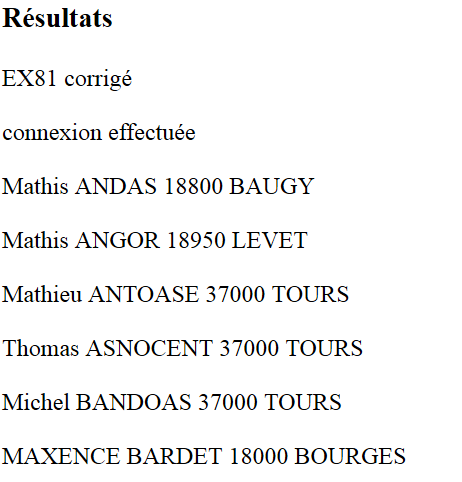 Résultats
EX81 corrigé
connexion effectuée
Mathis ANDAS 18800 BAUGY
Mathis ANGOR 18950 LEVET
Mathieu ANTOASE 37000 TOURS
Thomas ASNOCENT 37000 TOURS
Michel BANDOAS 37000 TOURS
MAXENCE BARDET 18000 BOURGES